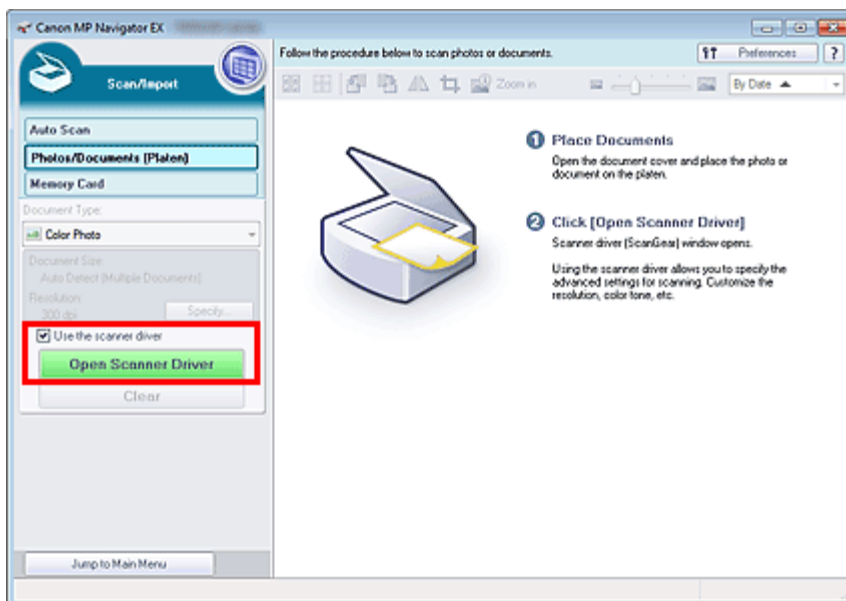 Canon MP Navigator EX
Scan/Import
Auto Scan
Photos/Documents (Platen)
Memory Card
Document Type:
Color Photo
Document Size:
Auto Detect (Multiple Documents)
Resolution:
300 dpi
Specify...
Use the scanner driver
Open Scanner Driver
Clear
Jump to Main Menu
Follow the procedure below to scan photos or documents.
Preferences
?
Zoom in
By Date
1 Place Documents
Open the document cover and place the photo or
document on the platen.
2 Click [Open Scanner Driver]
Scanner driver (ScanGear) window opens.
Using the scanner driver allows you to specify the
advanced settings for scanning. Customize the
resolution, color tone, etc.